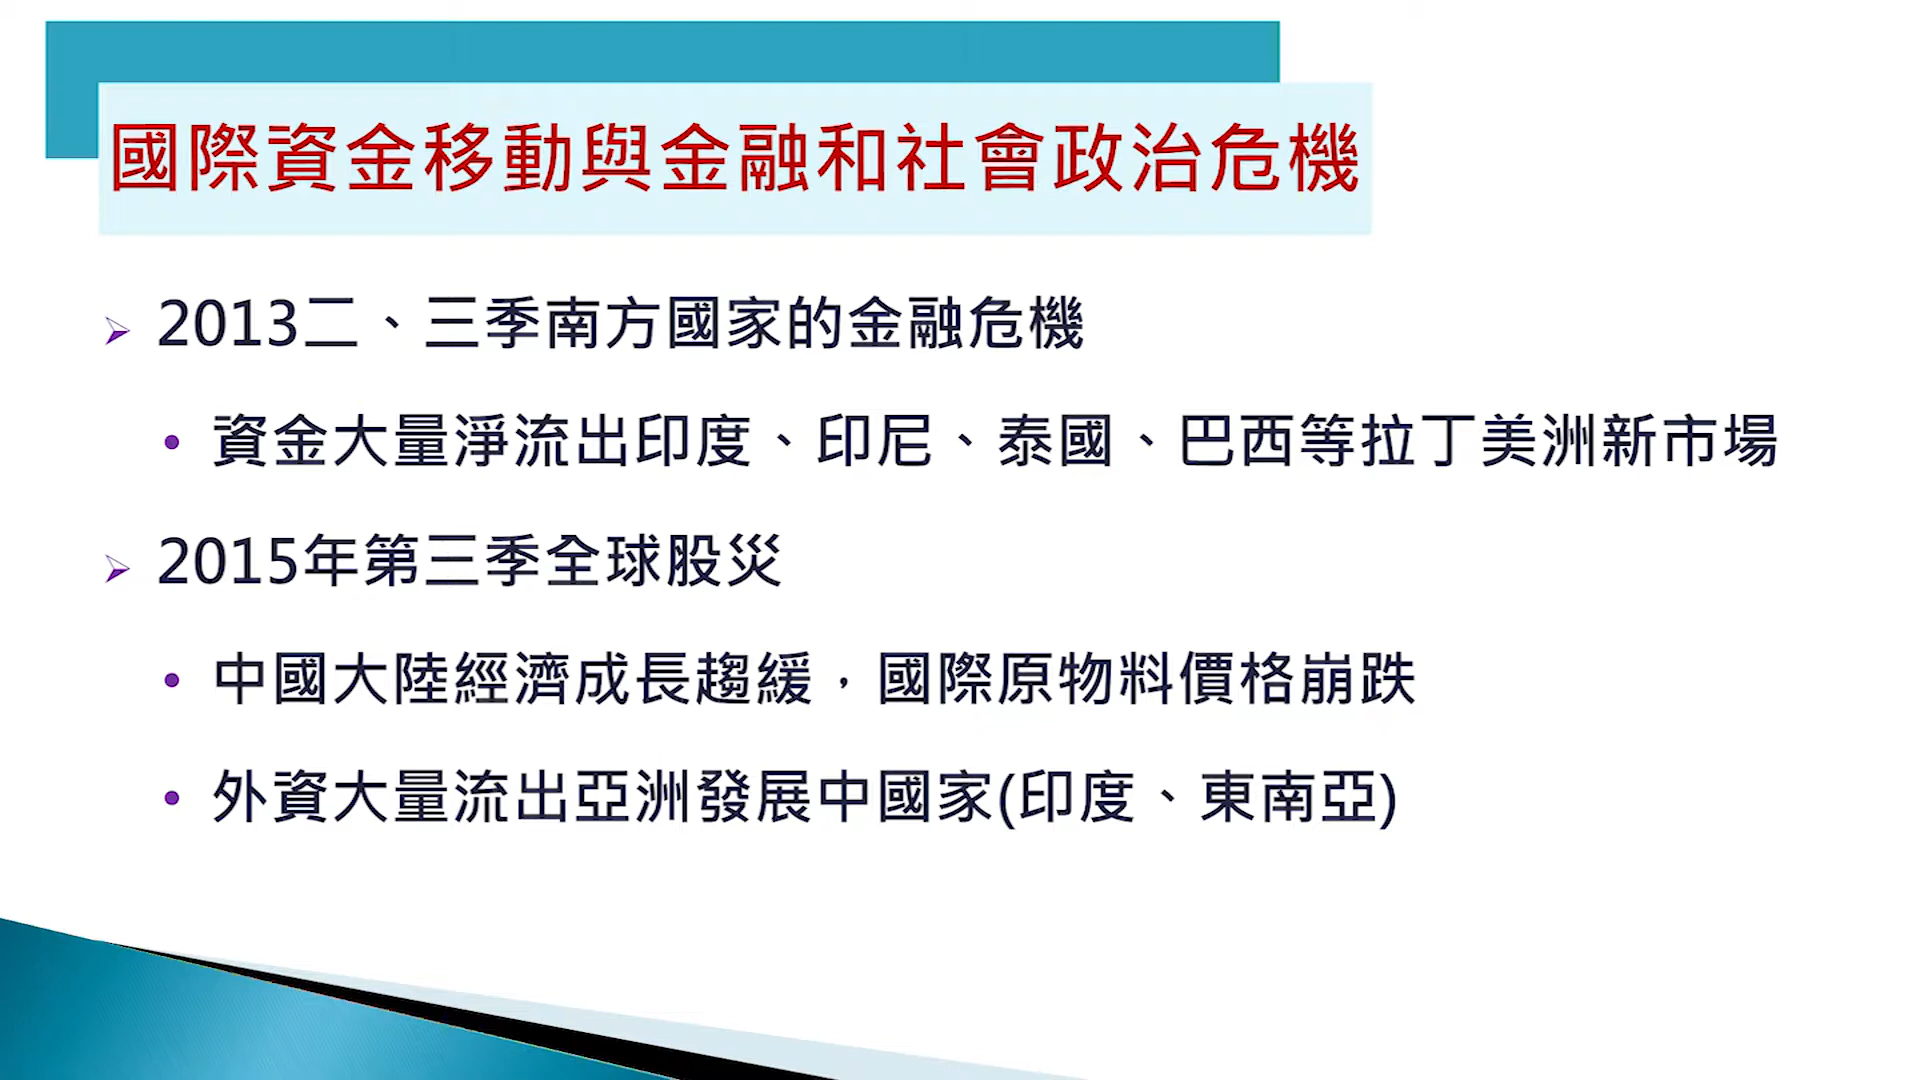 國際資金移動與金融和社會政治危機
2013二、三季南方國家的金融危機
資金大量淨流出印度、印尼、泰國、巴西等拉丁美洲新市場
2015年第三季全球股災
中國大陸經濟成長趨緩，國際原物料價格崩跌
外資大量流出亞洲發展中國家(印度、東南亞)